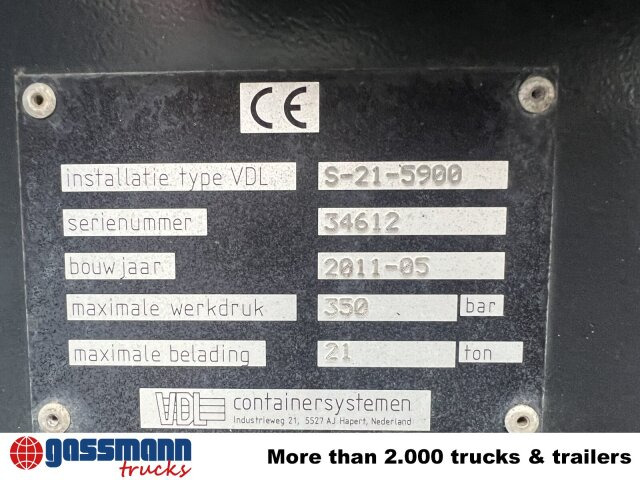 CE
installatie type VDL S-21-5900
serienummer 34612
bouwjaar 2011-05
maximale werkdruk 350 bar
maximale belading 21 ton
VDL containersystemen
Industrieweg 21, 5527 AJ Hapert, Nederland
gassmann
trucks
More than 2.000 trucks & trailers